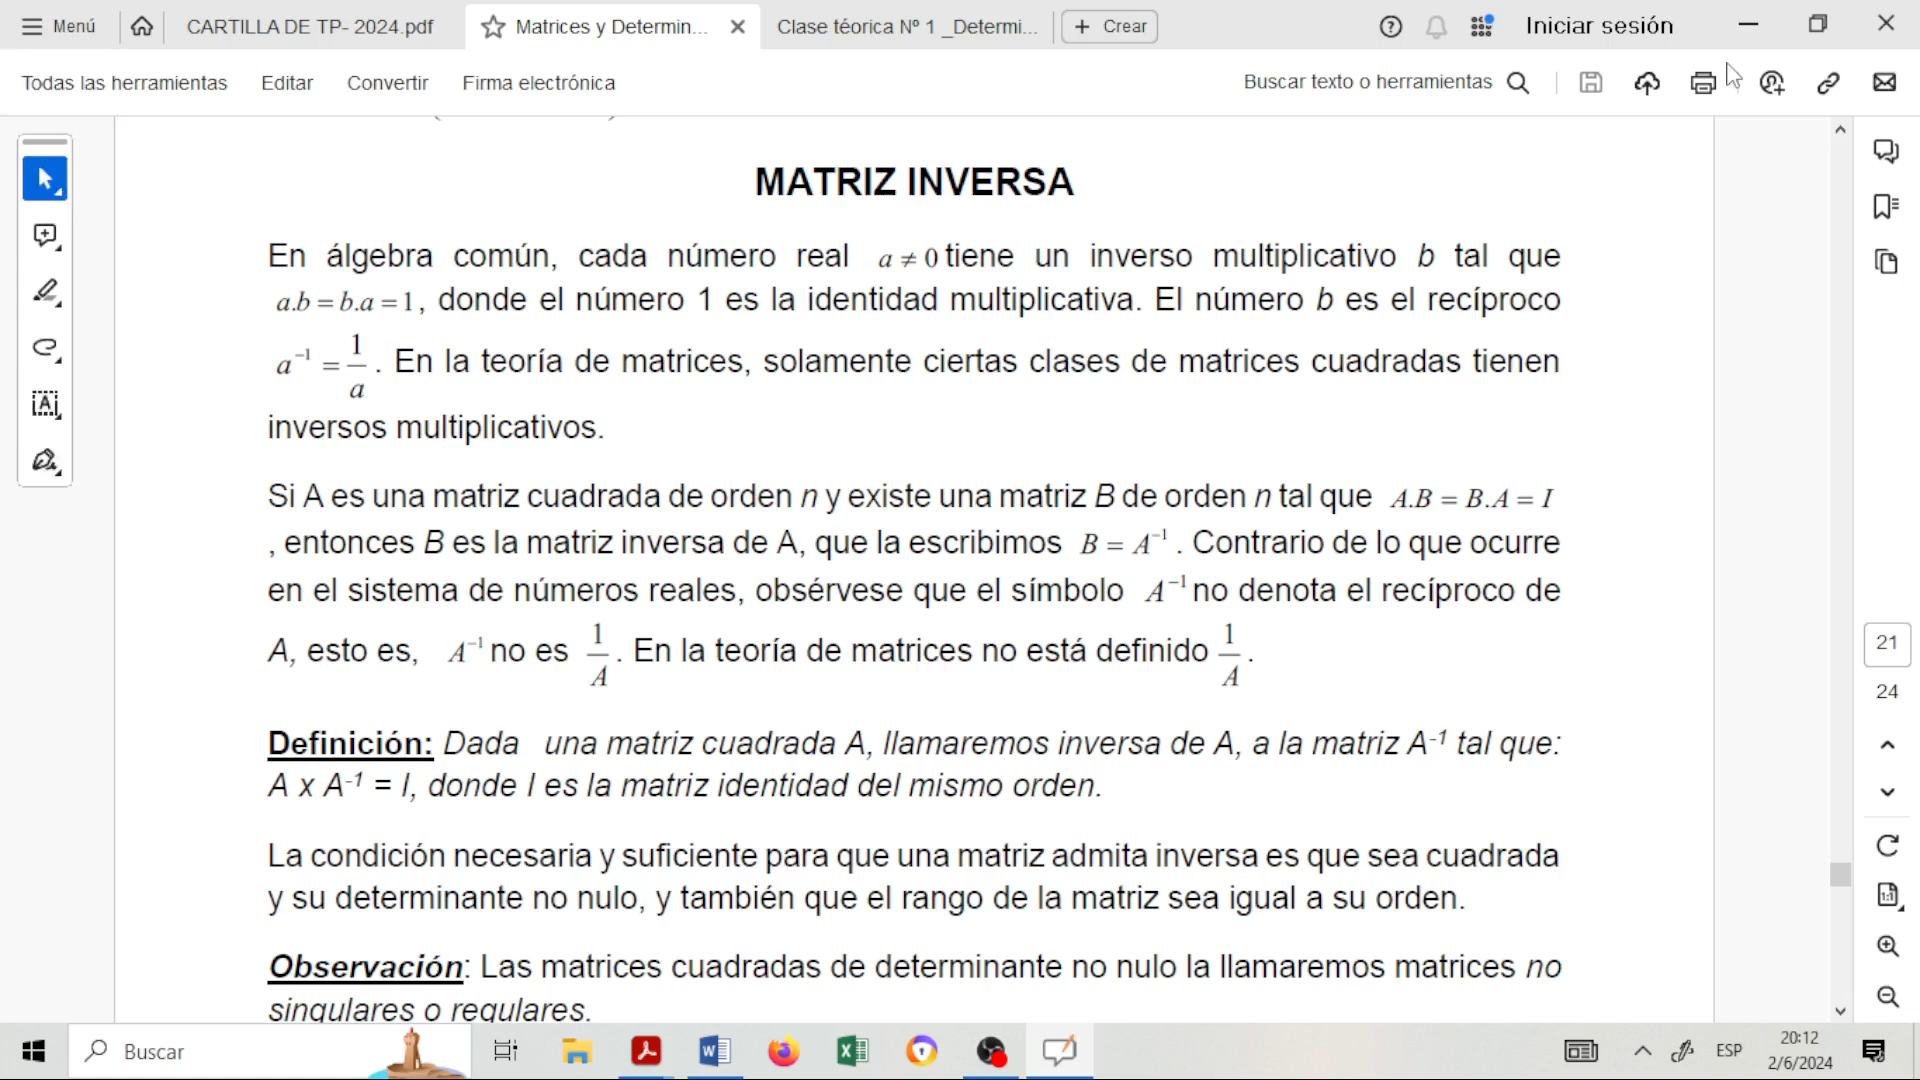 Menú
CARTILLA DE TP- 2024.pdf
Matrices y Determin...
Clase téorica Nº 1 _Determi...
+ Crear
Iniciar sesión
Todas las herramientas
Editar
Convertir
Firma electrónica
Buscar texto o herramientas
MATRIZ INVERSA
En álgebra común, cada número real a ≠ 0 tiene un inverso multiplicativo b tal que
a.b = b.a = 1, donde el número 1 es la identidad multiplicativa. El número b es el recíproco
a⁻¹ = 1/a . En la teoría de matrices, solamente ciertas clases de matrices cuadradas tienen
inversos multiplicativos.
Si A es una matriz cuadrada de orden n y existe una matriz B de orden n tal que A.B = B.A = I
, entonces B es la matriz inversa de A, que la escribimos B = A⁻¹ . Contrario de lo que ocurre
en el sistema de números reales, obsérvese que el símbolo A⁻¹ no denota el recíproco de
A, esto es, A⁻¹ no es 1/A . En la teoría de matrices no está definido 1/A .
Definición: Dada una matriz cuadrada A, llamaremos inversa de A, a la matriz A⁻¹ tal que:
A x A⁻¹ = I, donde I es la matriz identidad del mismo orden.
La condición necesaria y suficiente para que una matriz admita inversa es que sea cuadrada
y su determinante no nulo, y también que el rango de la matriz sea igual a su orden.
Observación: Las matrices cuadradas de determinante no nulo la llamaremos matrices no
singulares o regulares.
21
24
Buscar
ESP
20:12
2/6/2024